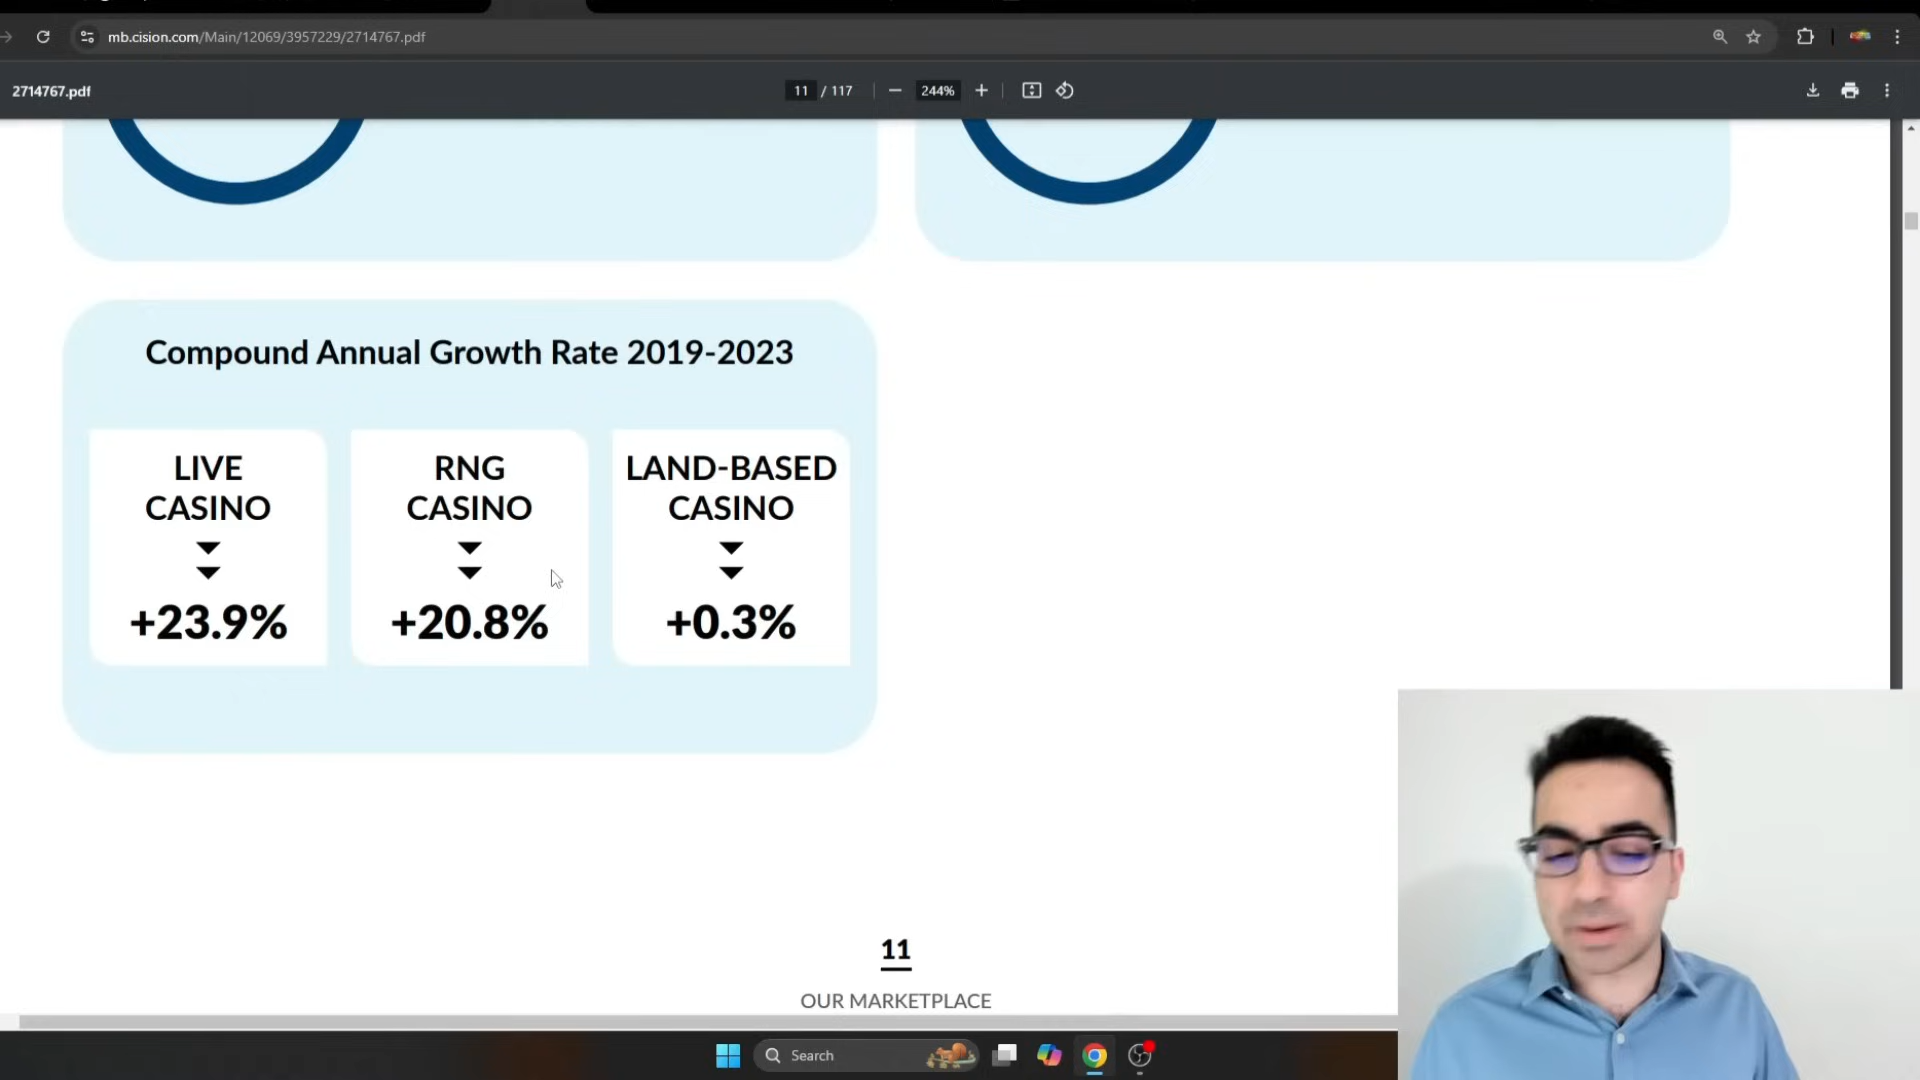 mb.cision.com/Main/12069/3957229/2714767.pdf
2714767.pdf
11 / 117
244%
Compound Annual Growth Rate 2019-2023
LIVE
CASINO
+23.9%
RNG
CASINO
+20.8%
LAND-BASED
CASINO
+0.3%
11
OUR MARKETPLACE
Search